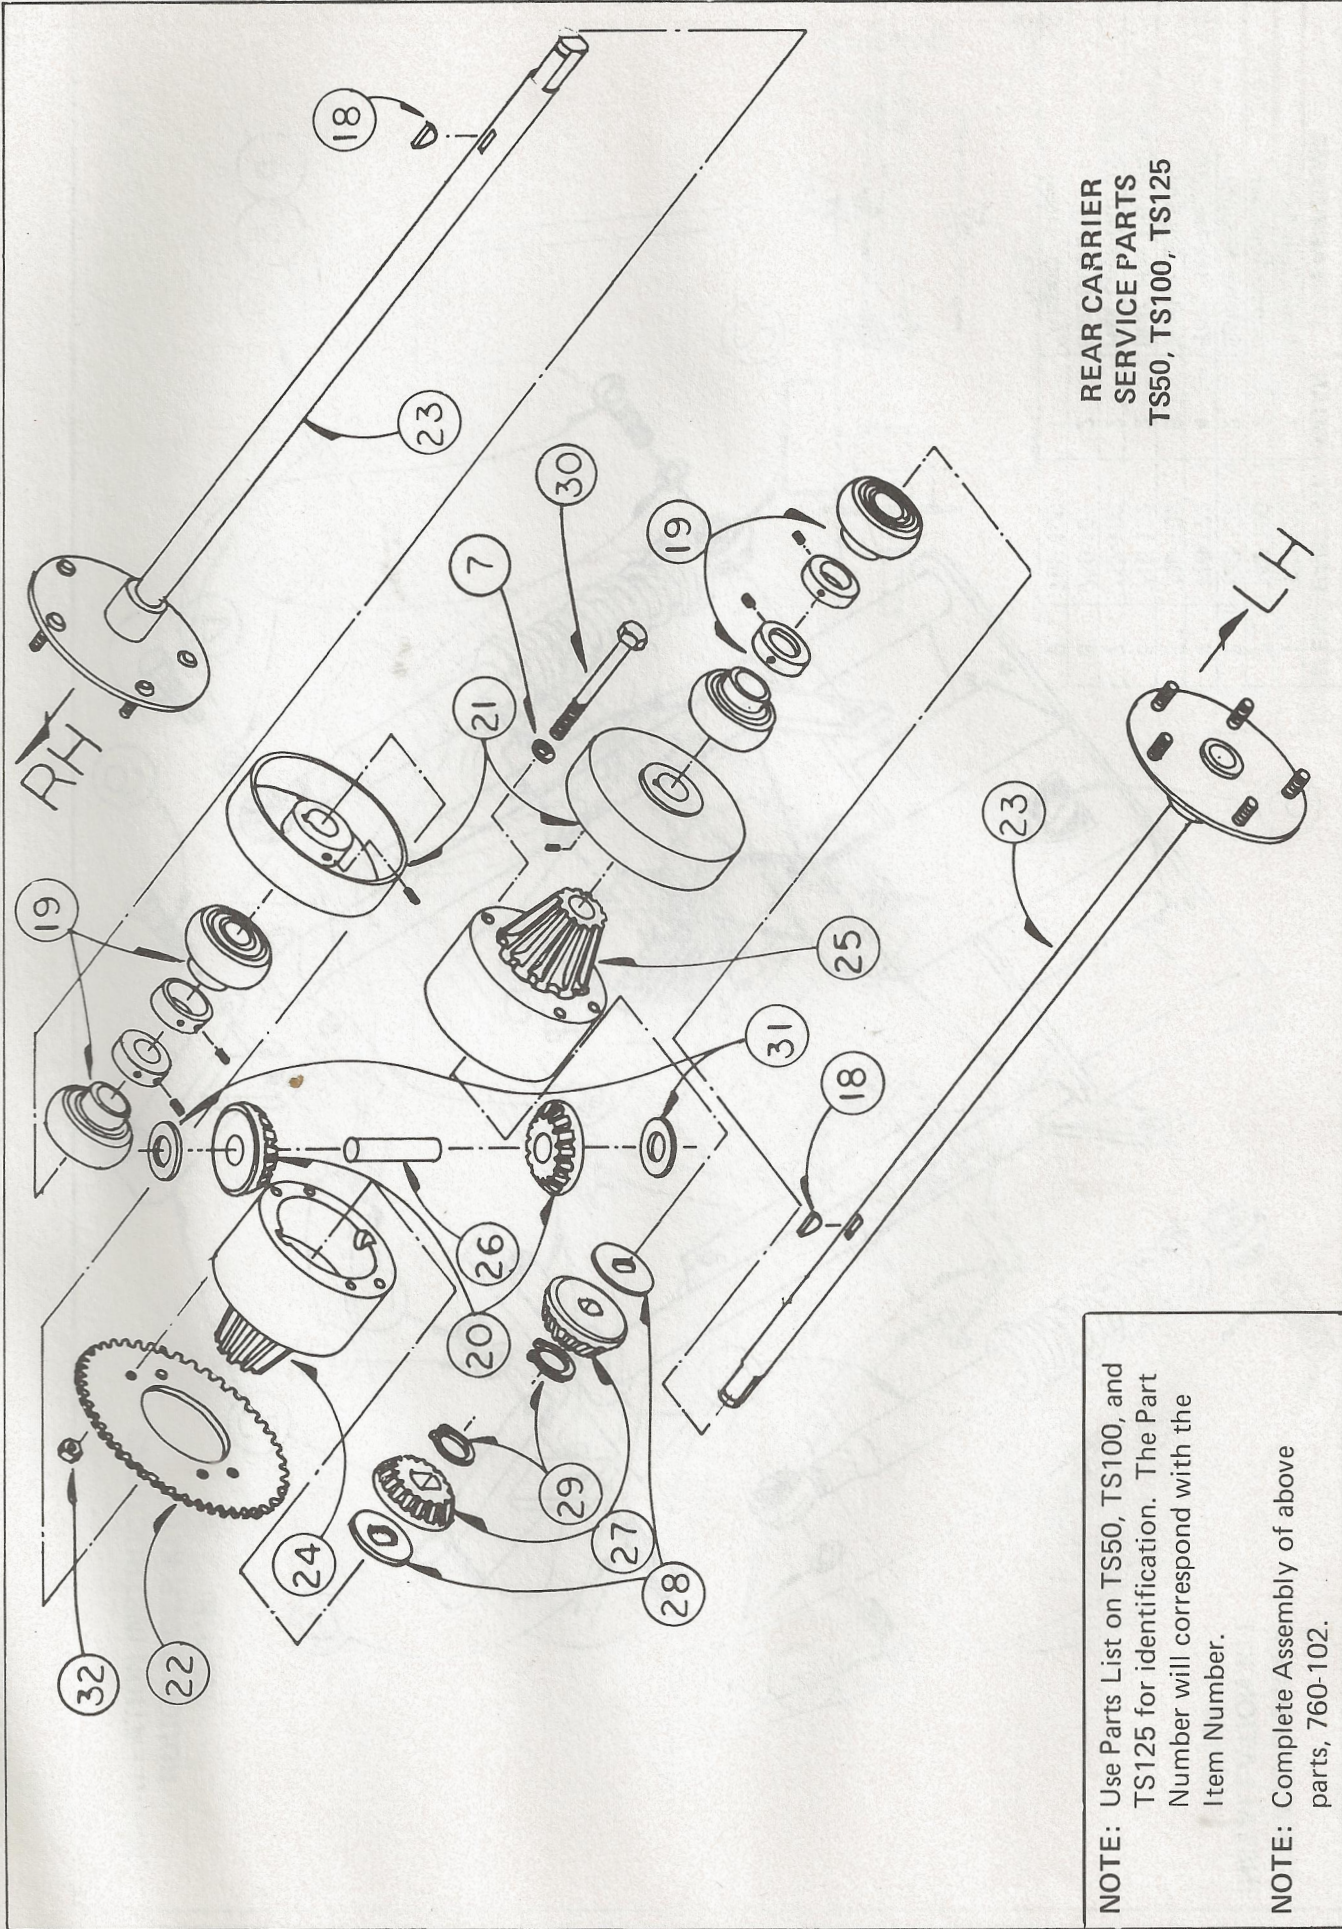 REAR CARRIER
SERVICE PARTS
TS50, TS100, TS125
RH
LH
18
23
30
7
19
21
19
23
25
31
18
26
20
29
27
28
24
22
32
NOTE: Use Parts List on TS50, TS100, and
TS125 for identification. The Part
Number will correspond with the
Item Number.
NOTE: Complete Assembly of above
parts, 760-102.